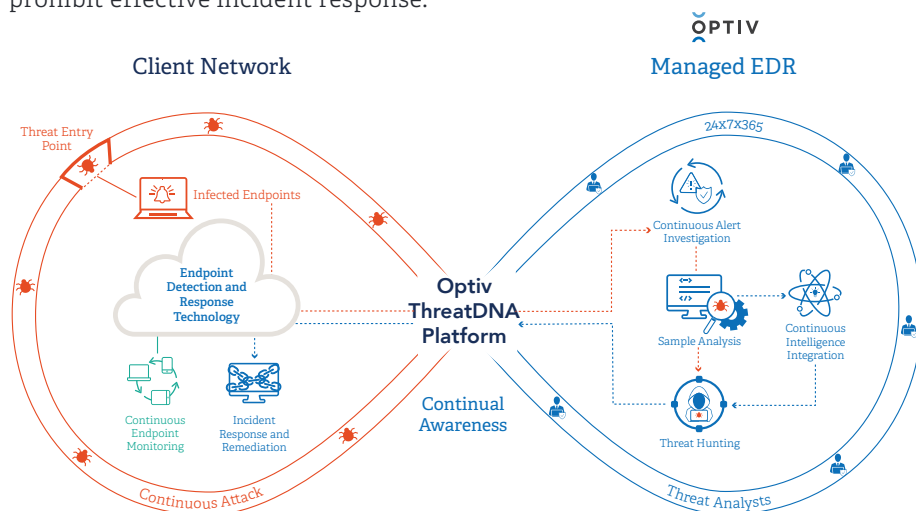 prohibit effective incident response.
OPTIV
Client Network
Managed EDR
24x7x365
Threat Entry
Point
Infected Endpoints
Continuous Alert
Investigation
Endpoint
Detection and
Response
Technology
Optiv
ThreatDNA
Platform
Sample Analysis
Continuous
Intelligence
Integration
Continuous
Endpoint
Monitoring
Incident
Response and
Remediation
Continual
Awareness
Threat Hunting
Continuous Attack
Threat Analysts